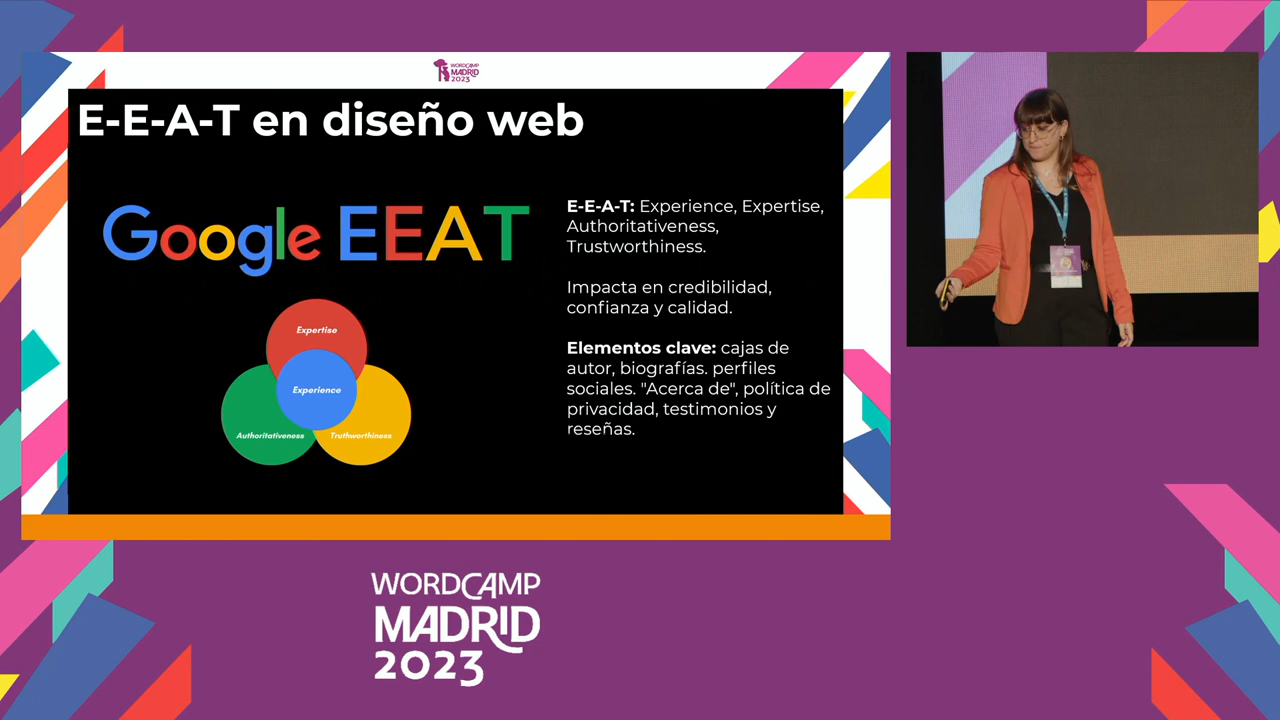 WORDCAMP
MADRID
2023
E-E-A-T en diseño web
Google EEAT
Expertise
Experience
Authoritativeness
Truthworthiness
E-E-A-T: Experience, Expertise,
Authoritativeness,
Trustworthiness.
Impacta en credibilidad,
confianza y calidad.
Elementos clave: cajas de
autor, biografías. perfiles
sociales. "Acerca de", política de
privacidad, testimonios y
reseñas.
WORDCAMP
MADRID
2023